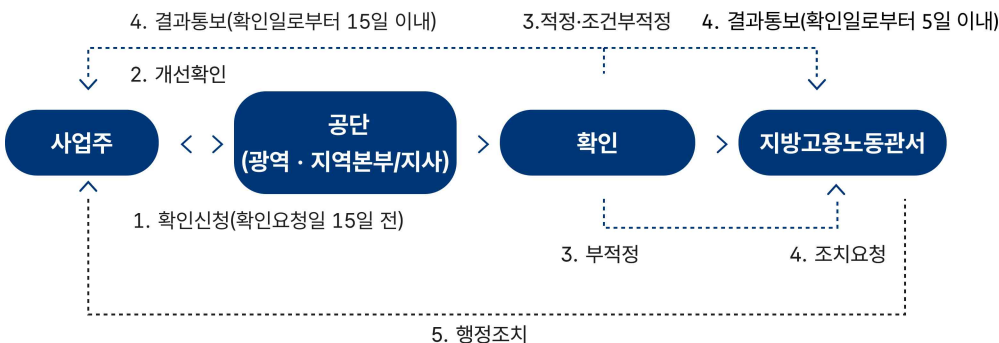 4. 결과통보(확인일로부터 15일 이내)
3.적정·조건부적정
4. 결과통보(확인일로부터 5일 이내)
2. 개선확인
사업주
공단
(광역 · 지역본부/지사)
확인
지방고용노동관서
1. 확인신청(확인요청일 15일 전)
3. 부적정
4. 조치요청
5. 행정조치